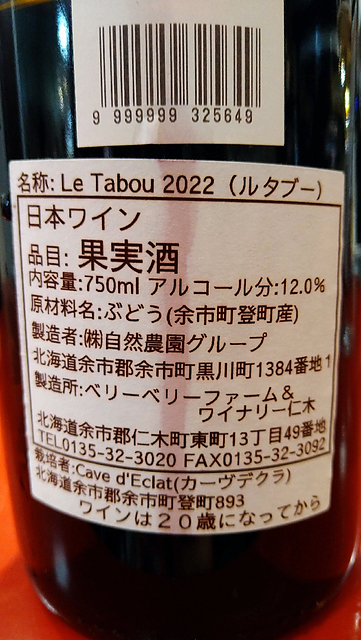 9 999999 325649
名称: Le Tabou 2022 (ルタブー)
日本ワイン
品目: 果実酒
内容量:750ml アルコール分:12.0%
原材料名:ぶどう(余市町登町産)
製造者:㈱自然農園グループ
北海道余市郡余市町黒川町1384番地1
製造所:ベリーベリーファーム&
ワイナリー仁木
北海道余市郡仁木町東町13丁目49番地
TEL0135-32-3020 FAX0135-32-3092
栽培者:Cave d'Eclat(カーヴデクラ)
北海道余市郡余市町登町893
ワインは20歳になってから